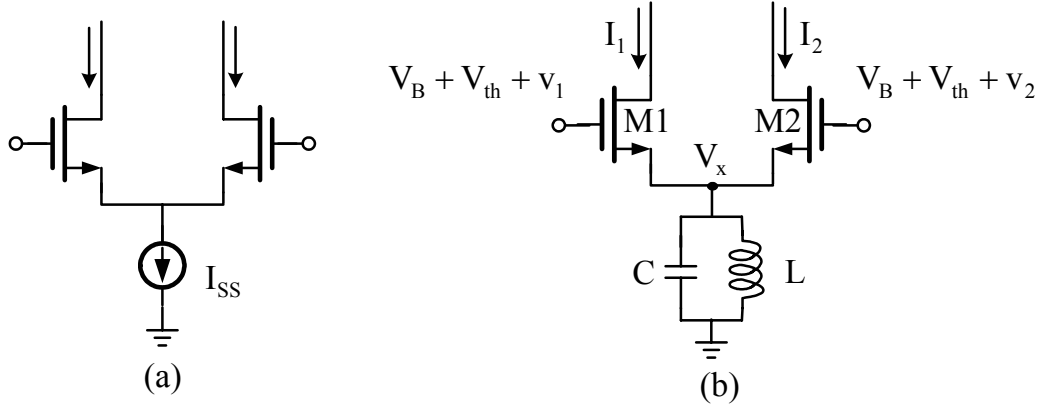 I_SS
(a)
I_1
I_2
V_B + V_th + v_1
V_B + V_th + v_2
M1
M2
V_x
C
L
(b)